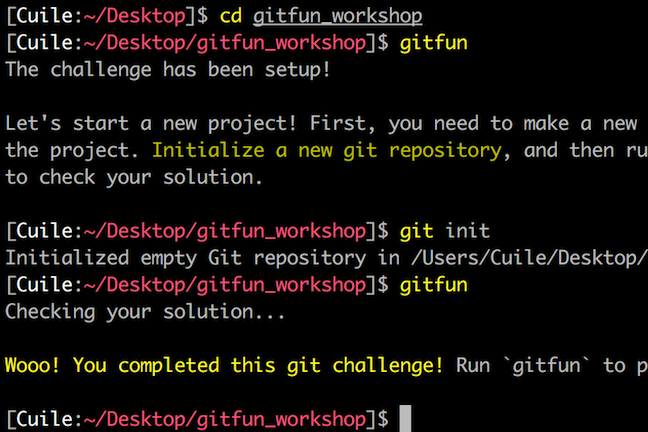 [Cuile:~/Desktop]$ cd gitfun_workshop
[Cuile:~/Desktop/gitfun_workshop]$ gitfun
The challenge has been setup!
Let's start a new project! First, you need to make a new
the project. Initialize a new git repository, and then ru
to check your solution.
[Cuile:~/Desktop/gitfun_workshop]$ git init
Initialized empty Git repository in /Users/Cuile/Desktop/
[Cuile:~/Desktop/gitfun_workshop]$ gitfun
Checking your solution...
Wooo! You completed this git challenge! Run `gitfun` to p
[Cuile:~/Desktop/gitfun_workshop]$